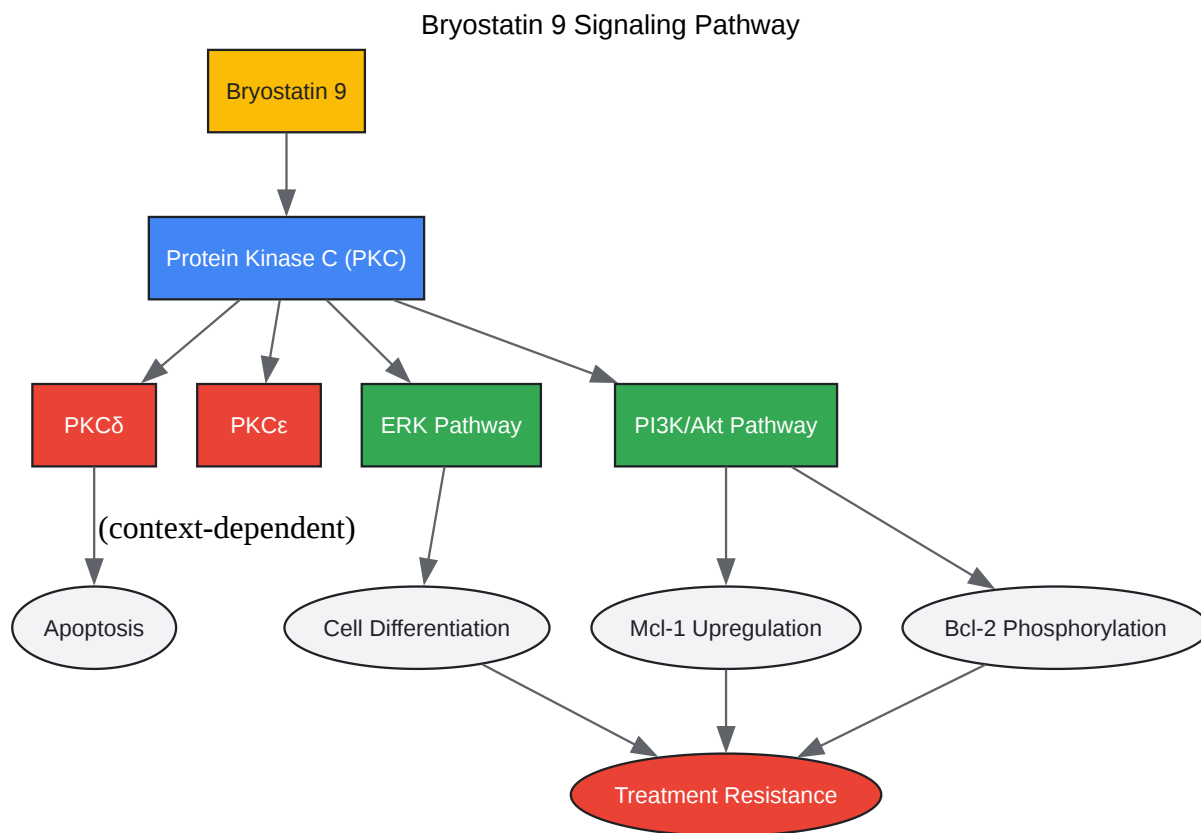 Bryostatin 9 Signaling Pathway
Bryostatin 9
Protein Kinase C (PKC)
PKCδ
PKCε
ERK Pathway
PI3K/Akt Pathway
(context-dependent)
Apoptosis
Cell Differentiation
Mcl-1 Upregulation
Bcl-2 Phosphorylation
Treatment Resistance